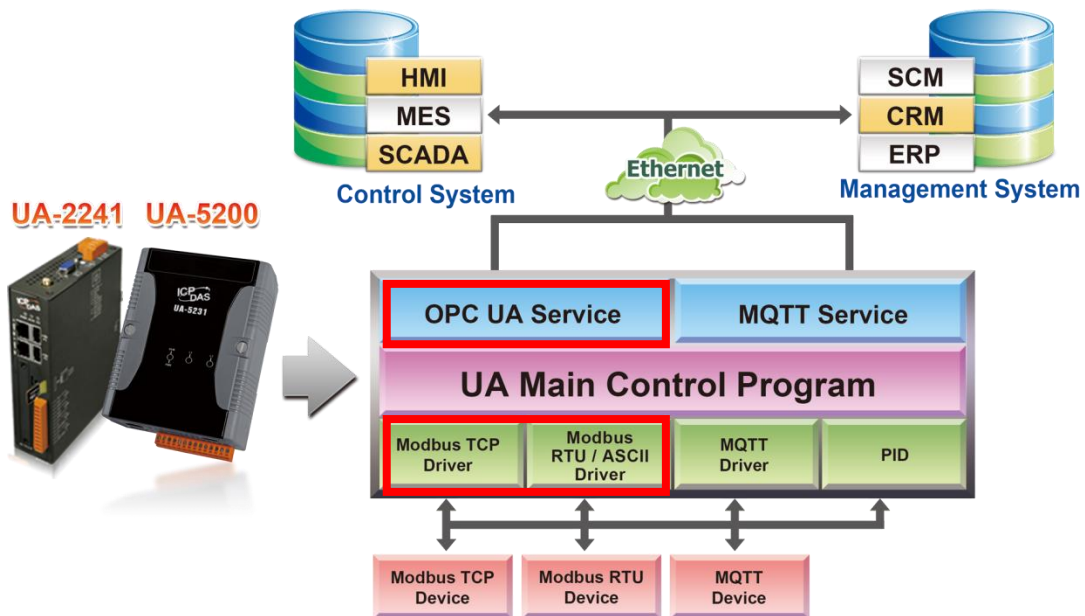 HMI
MES
SCADA
Control System
SCM
CRM
ERP
Management System
Ethernet
UA-2241 UA-5200
ICP
DAS
ICP
DAS
UA-5231
OPC UA Service
MQTT Service
UA Main Control Program
Modbus TCP
Driver
Modbus
RTU / ASCII
Driver
MQTT
Driver
PID
Modbus TCP
Device
Modbus RTU
Device
MQTT
Device